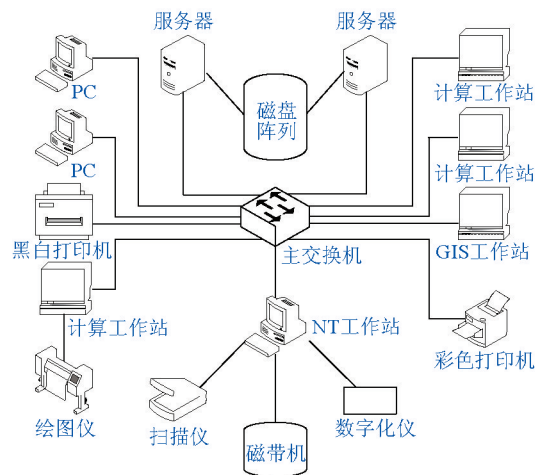 服务器
服务器
PC
磁盘
阵列
计算工作站
PC
计算工作站
黑白打印机
主交换机
GIS工作站
计算工作站
NT工作站
彩色打印机
绘图仪
扫描仪
数字化仪
磁带机